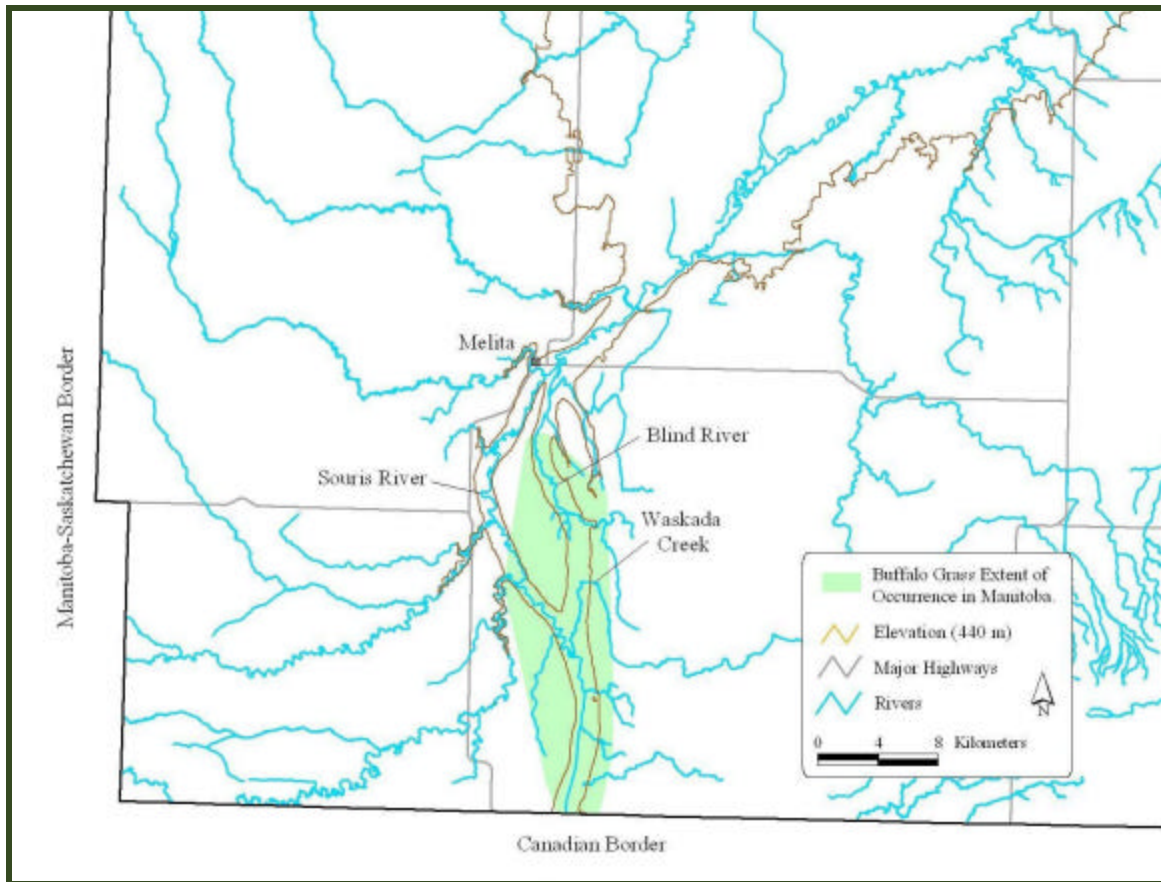 Melita
Blind River
Souris River
Waskada
Creek
Manitoba-Saskatchewan Border
Buffalo Grass Extent of
Occurrence in Manitoba.
Elevation (440 m)
Major Highways
Rivers
N
0 4 8 Kilometers
Canadian Border